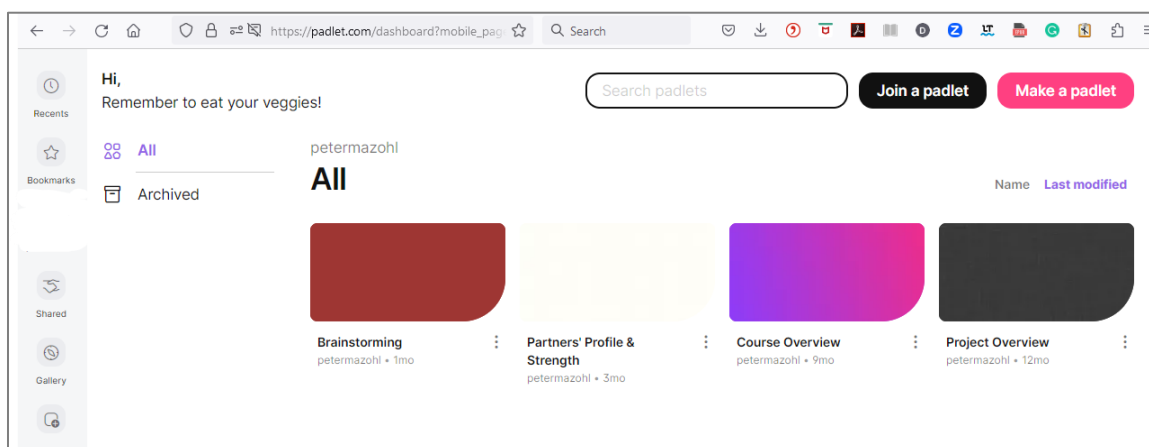 https://padlet.com/dashboard?mobile_pag
Search
Hi,
Remember to eat your veggies!
Search padlets
Join a padlet
Make a padlet
Recents
Bookmarks
Shared
Gallery
All
Archived
petermazohl
All
Name Last modified
Brainstorming
petermazohl • 1mo
Partners' Profile &
Strength
petermazohl • 3mo
Course Overview
petermazohl • 9mo
Project Overview
petermazohl • 12mo